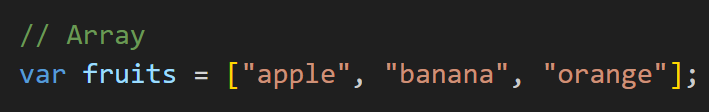 // Array
var fruits = ["apple", "banana", "orange"];